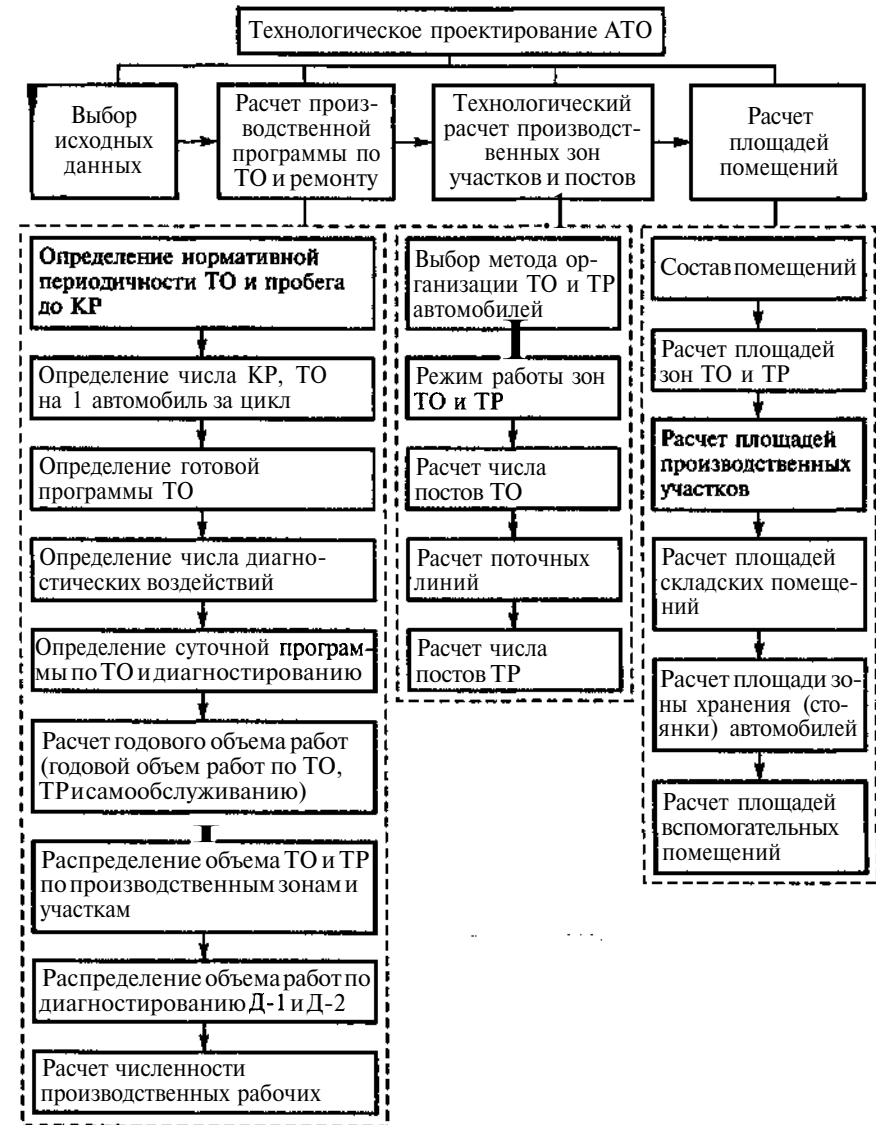 Технологическое проектирование АТО
Выбор
исходных
данных
Расчет произ-
водственной
программы по
ТО и ремонту
Технологический
расчет производст-
венных зон
участков и постов
Расчет
площадей
помещений
Определение нормативной
периодичности ТО и пробега
до КР
Определение числа КР, ТО
на 1 автомобиль за цикл
Определение готовой
программы ТО
Определение числа диагно-
стических воздействий
Определение суточной програм-
мы по ТО и диагностированию
Расчет годового объема работ
(годовой объем работ по ТО,
ТР и самообслуживанию)
Распределение объема ТО и ТР
по производственным зонам и
участкам
Распределение объема работ по
диагностированию Д-1 и Д-2
Расчет численности
производственных рабочих
Выбор метода ор-
ганизации ТО и ТР
автомобилей
Режим работы зон
ТО и ТР
Расчет числа
постов ТО
Расчет поточных
линий
Расчет числа
постов ТР
Состав помещений
Расчет площадей
зон ТО и ТР
Расчет площадей
производственных
участков
Расчет площадей
складских помеще-
ний
Расчет площади зо-
ны хранения (сто-
янки) автомобилей
Расчет площадей
вспомогательных
помещений